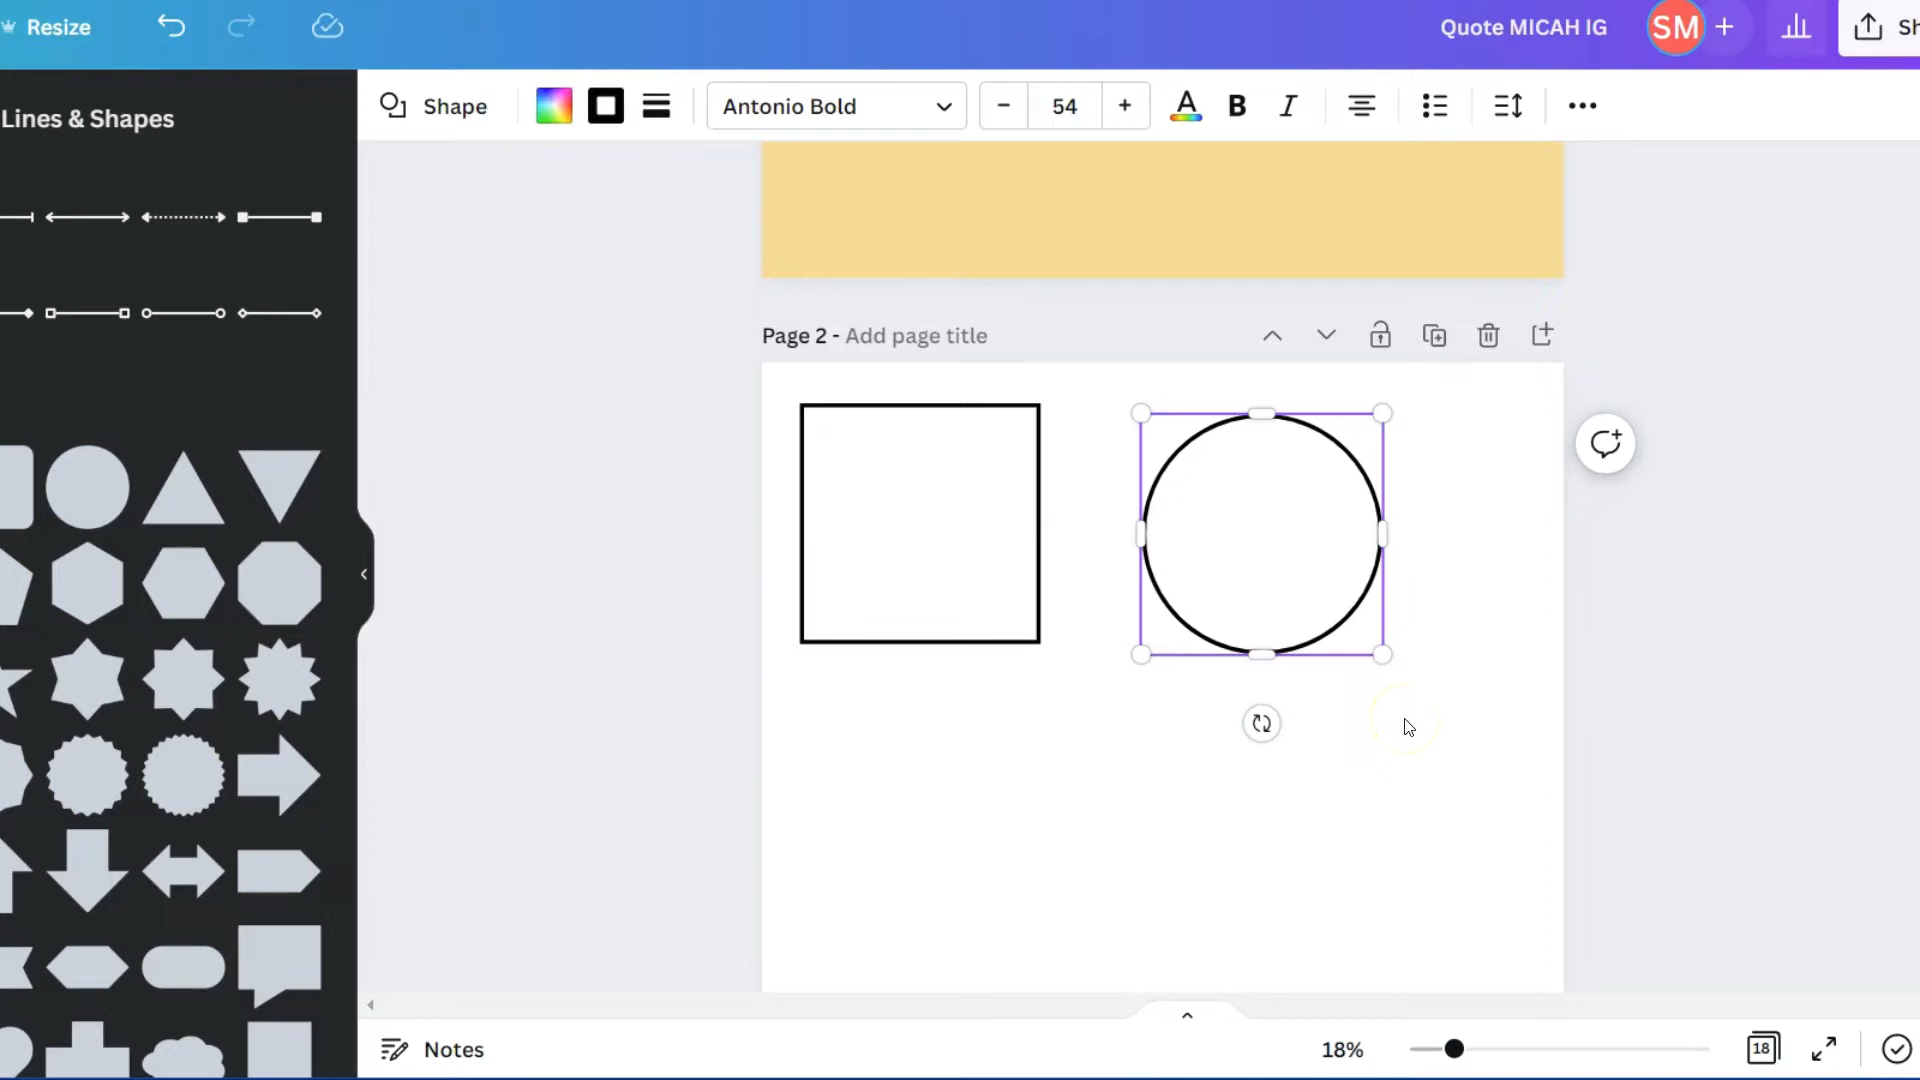 Resize
Quote MICAH IG
SM
Sh
Lines & Shapes
Shape
Antonio Bold
54
A
B
I
Page 2 - Add page title
Notes
18%
18